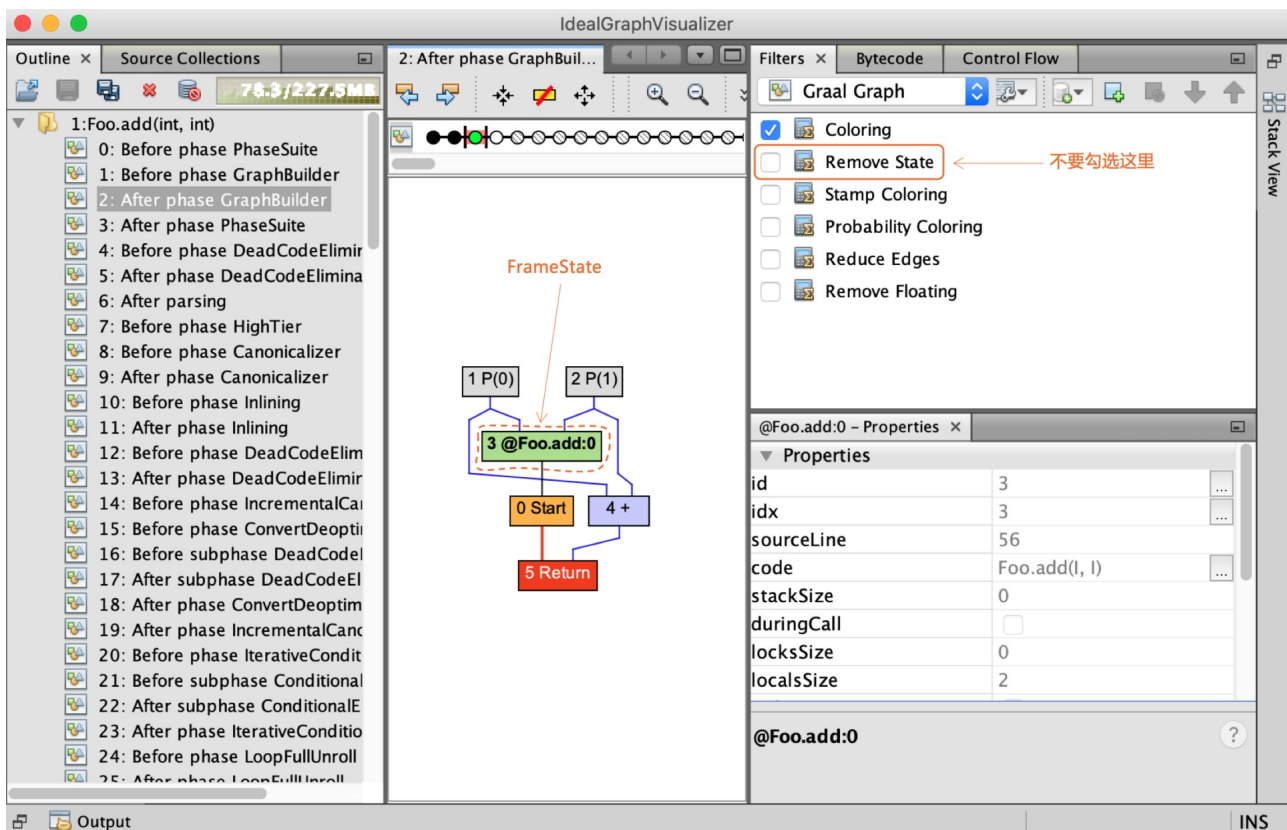 IdealGraphVisualizer
Outline ×
Source Collections
78.3/227.5MB
1:Foo.add(int, int)
0: Before phase PhaseSuite
1: Before phase GraphBuilder
2: After phase GraphBuilder
3: After phase PhaseSuite
4: Before phase DeadCodeElimir
5: After phase DeadCodeElimina
6: After parsing
7: Before phase HighTier
8: Before phase Canonicalizer
9: After phase Canonicalizer
10: Before phase Inlining
11: After phase Inlining
12: Before phase DeadCodeElim
13: After phase DeadCodeElimir
14: Before phase IncrementalCan
15: Before phase ConvertDeoptin
16: Before subphase DeadCodeI
17: After subphase DeadCodeEl
18: After phase ConvertDeoptim
19: After phase IncrementalCano
20: Before phase IterativeCondit
21: Before subphase Conditional
22: After subphase ConditionalE
23: After phase IterativeConditio
24: Before phase LoopFullUnroll
25: After phase LoopFullUnroll
2: After phase GraphBuil...
FrameState
1 P(0)
2 P(1)
3 @Foo.add:0
0 Start
4 +
5 Return
Filters ×
Bytecode
Control Flow
Graal Graph
Coloring
Remove State
不要勾选这里
Stamp Coloring
Probability Coloring
Reduce Edges
Remove Floating
Stack View
@Foo.add:0 – Properties ×
Properties
id 3 ...
idx 3 ...
sourceLine 56
code Foo.add(I, I) ...
stackSize 0
duringCall
locksSize 0
localsSize 2
@Foo.add:0
?
Output
INS